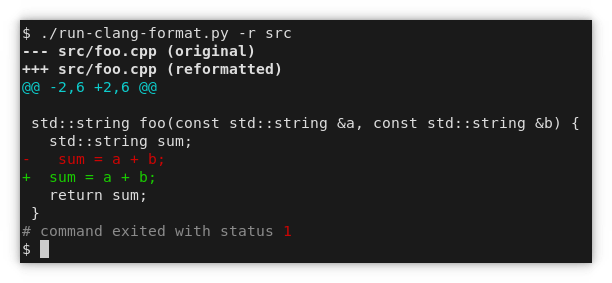 $ ./run-clang-format.py -r src
--- src/foo.cpp (original)
+++ src/foo.cpp (reformatted)
@@ -2,6 +2,6 @@
 std::string foo(const std::string &a, const std::string &b) {
   std::string sum;
-   sum = a + b;
+  sum = a + b;
   return sum;
 }
# command exited with status 1
$